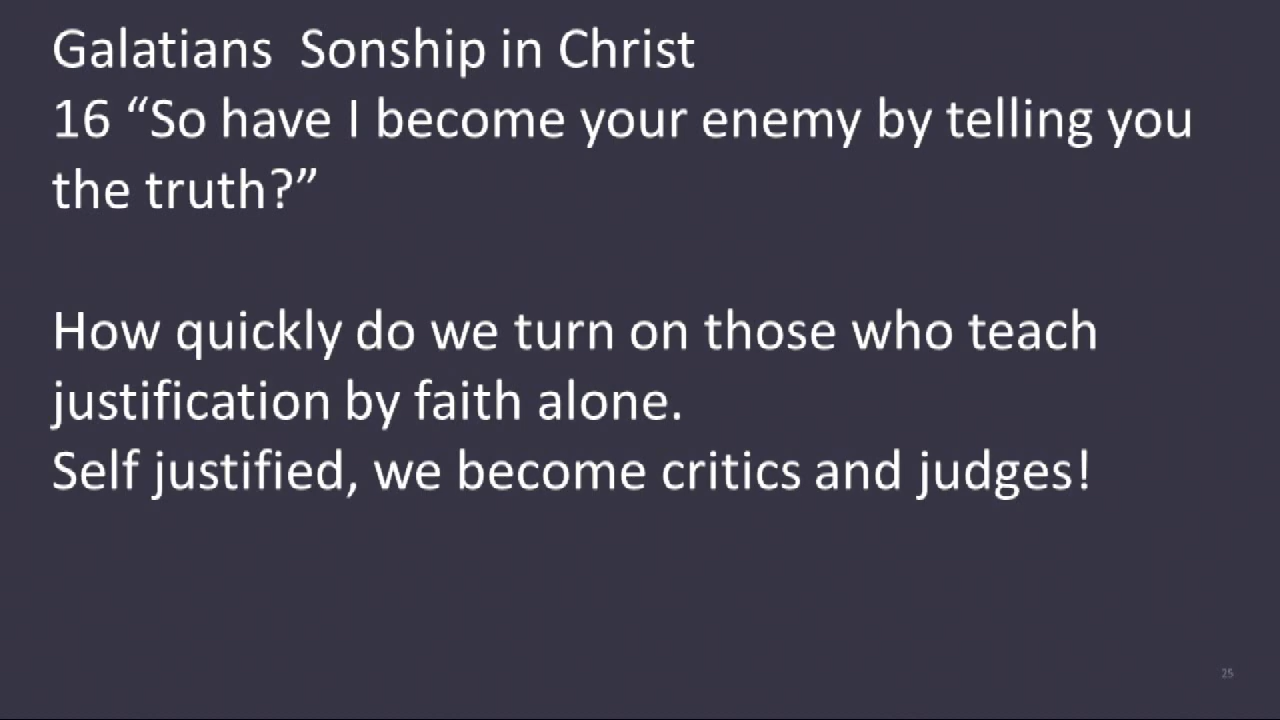 Galatians  Sonship in Christ
16 “So have I become your enemy by telling you
the truth?”
How quickly do we turn on those who teach
justification by faith alone.
Self justified, we become critics and judges!
25